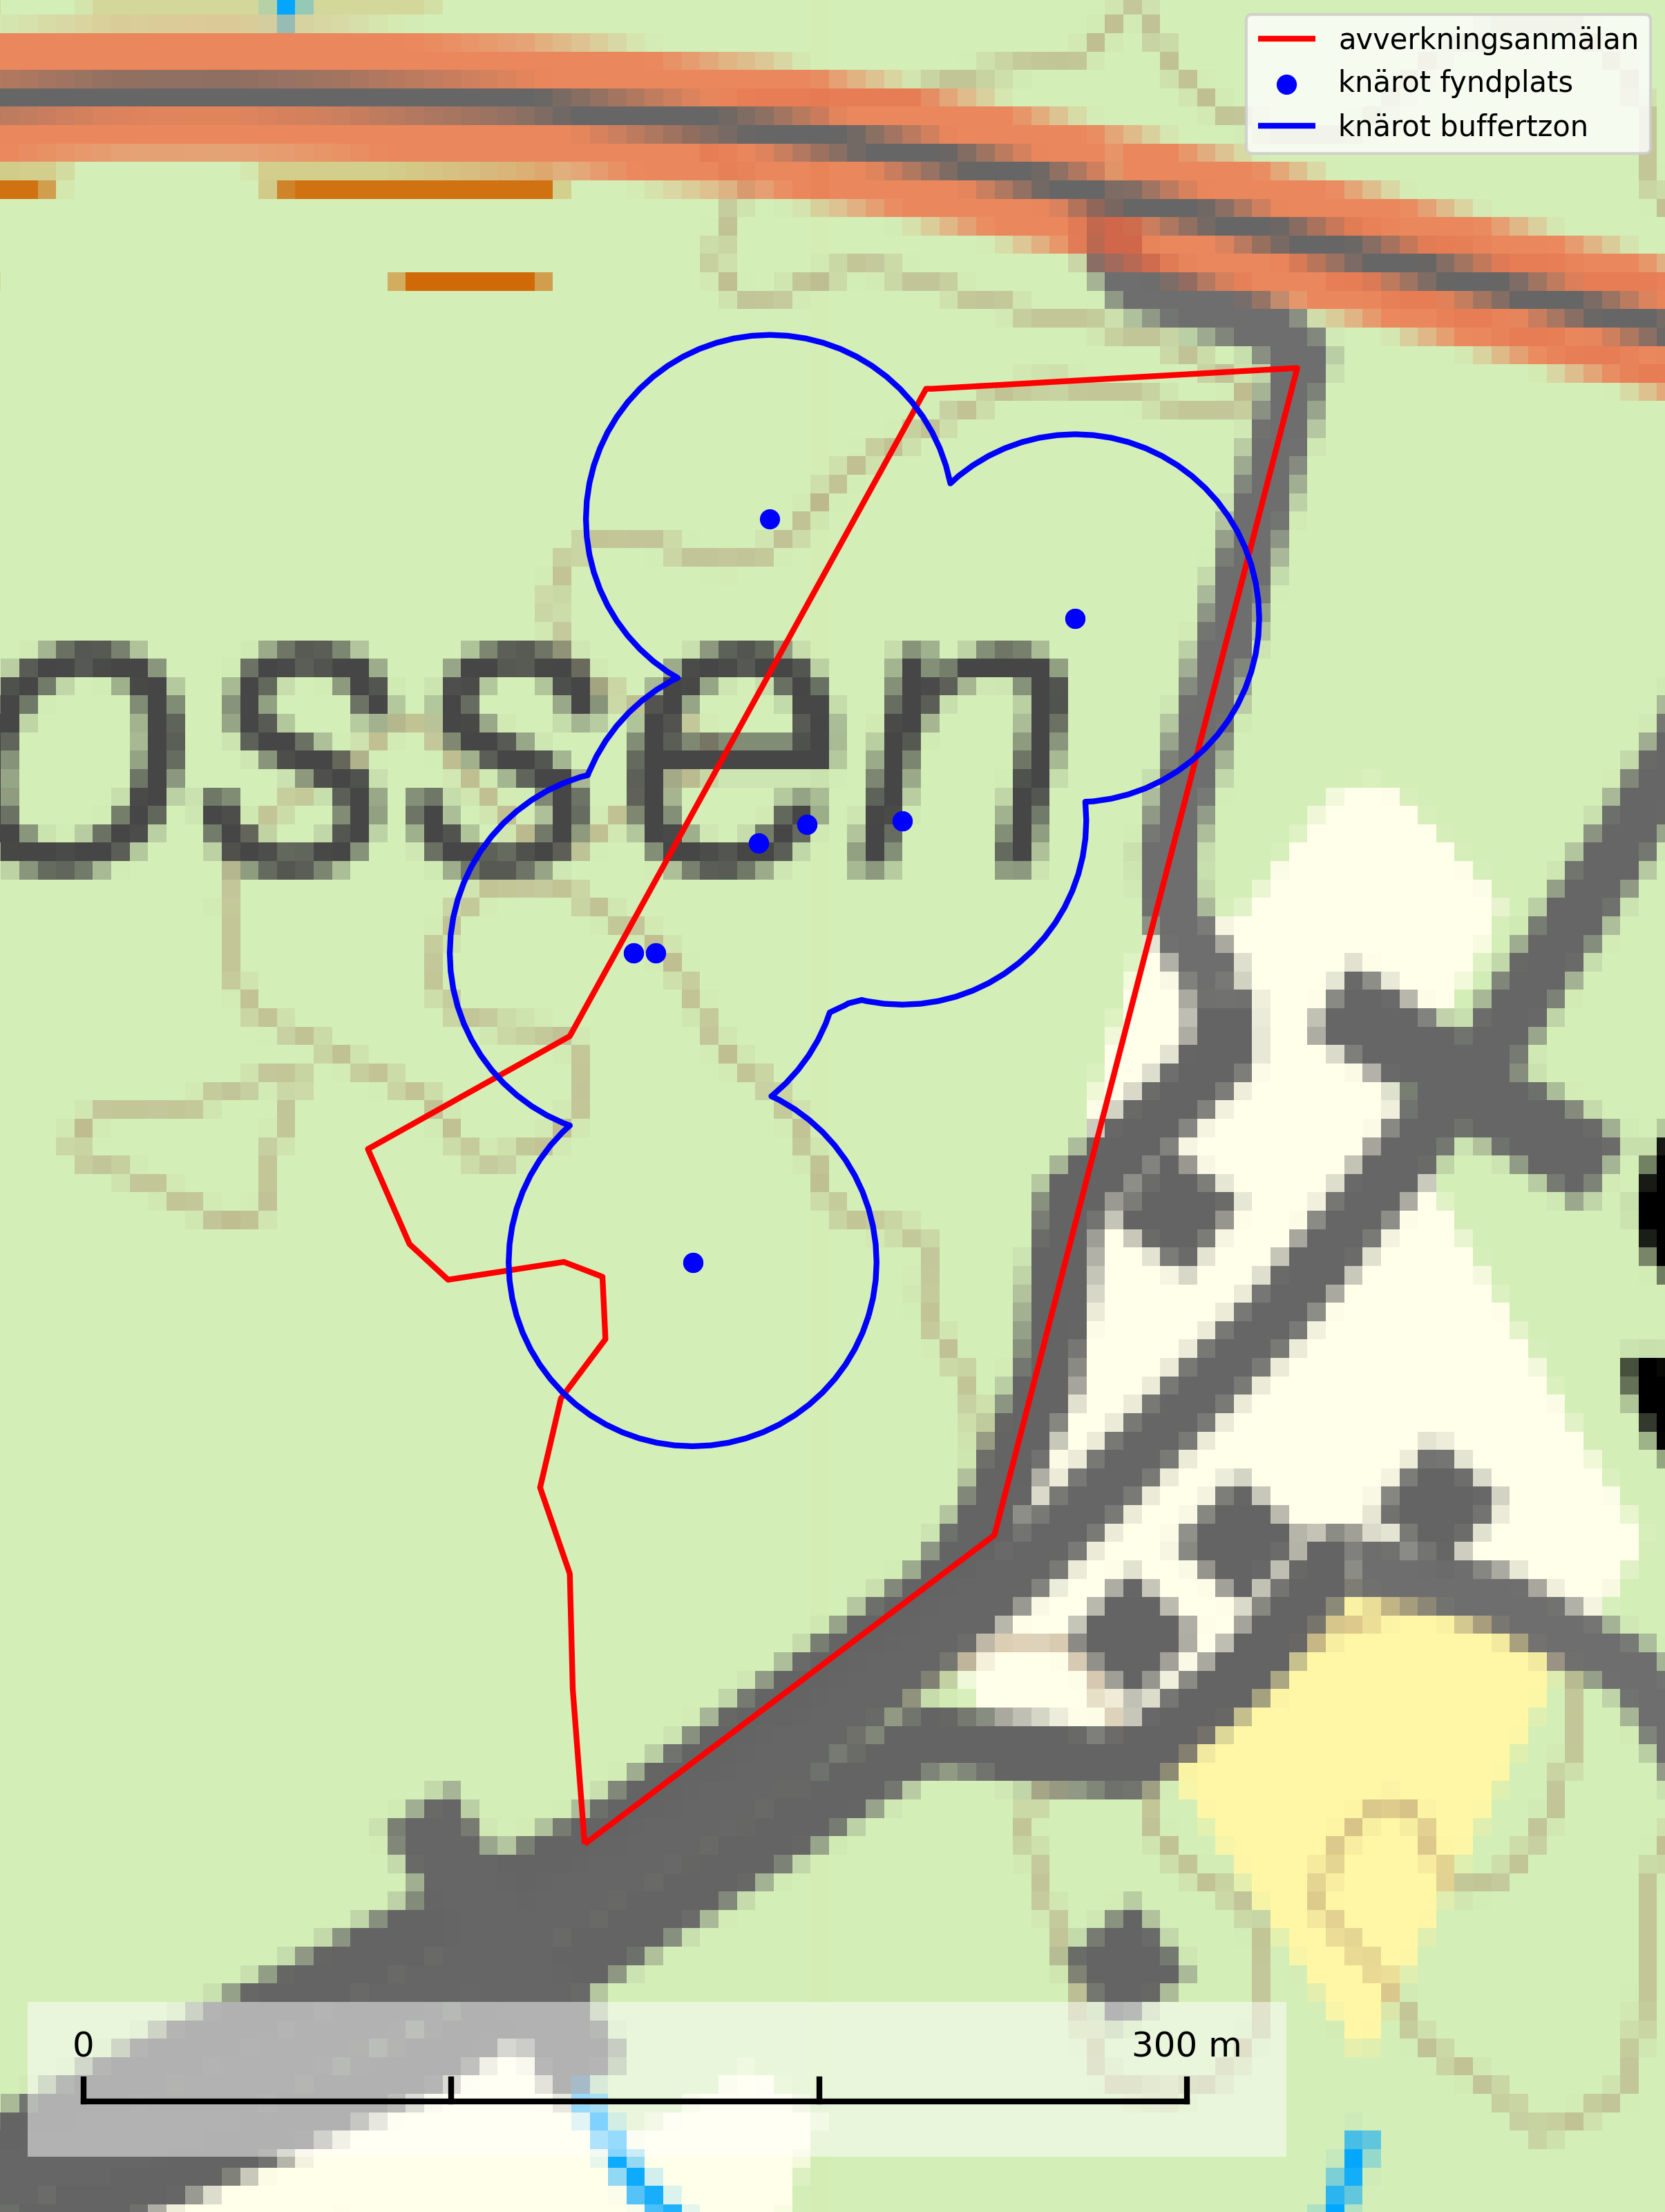 avverkningsanmälan
knärot fyndplats
knärot buffertzon
ossen
0 300 m